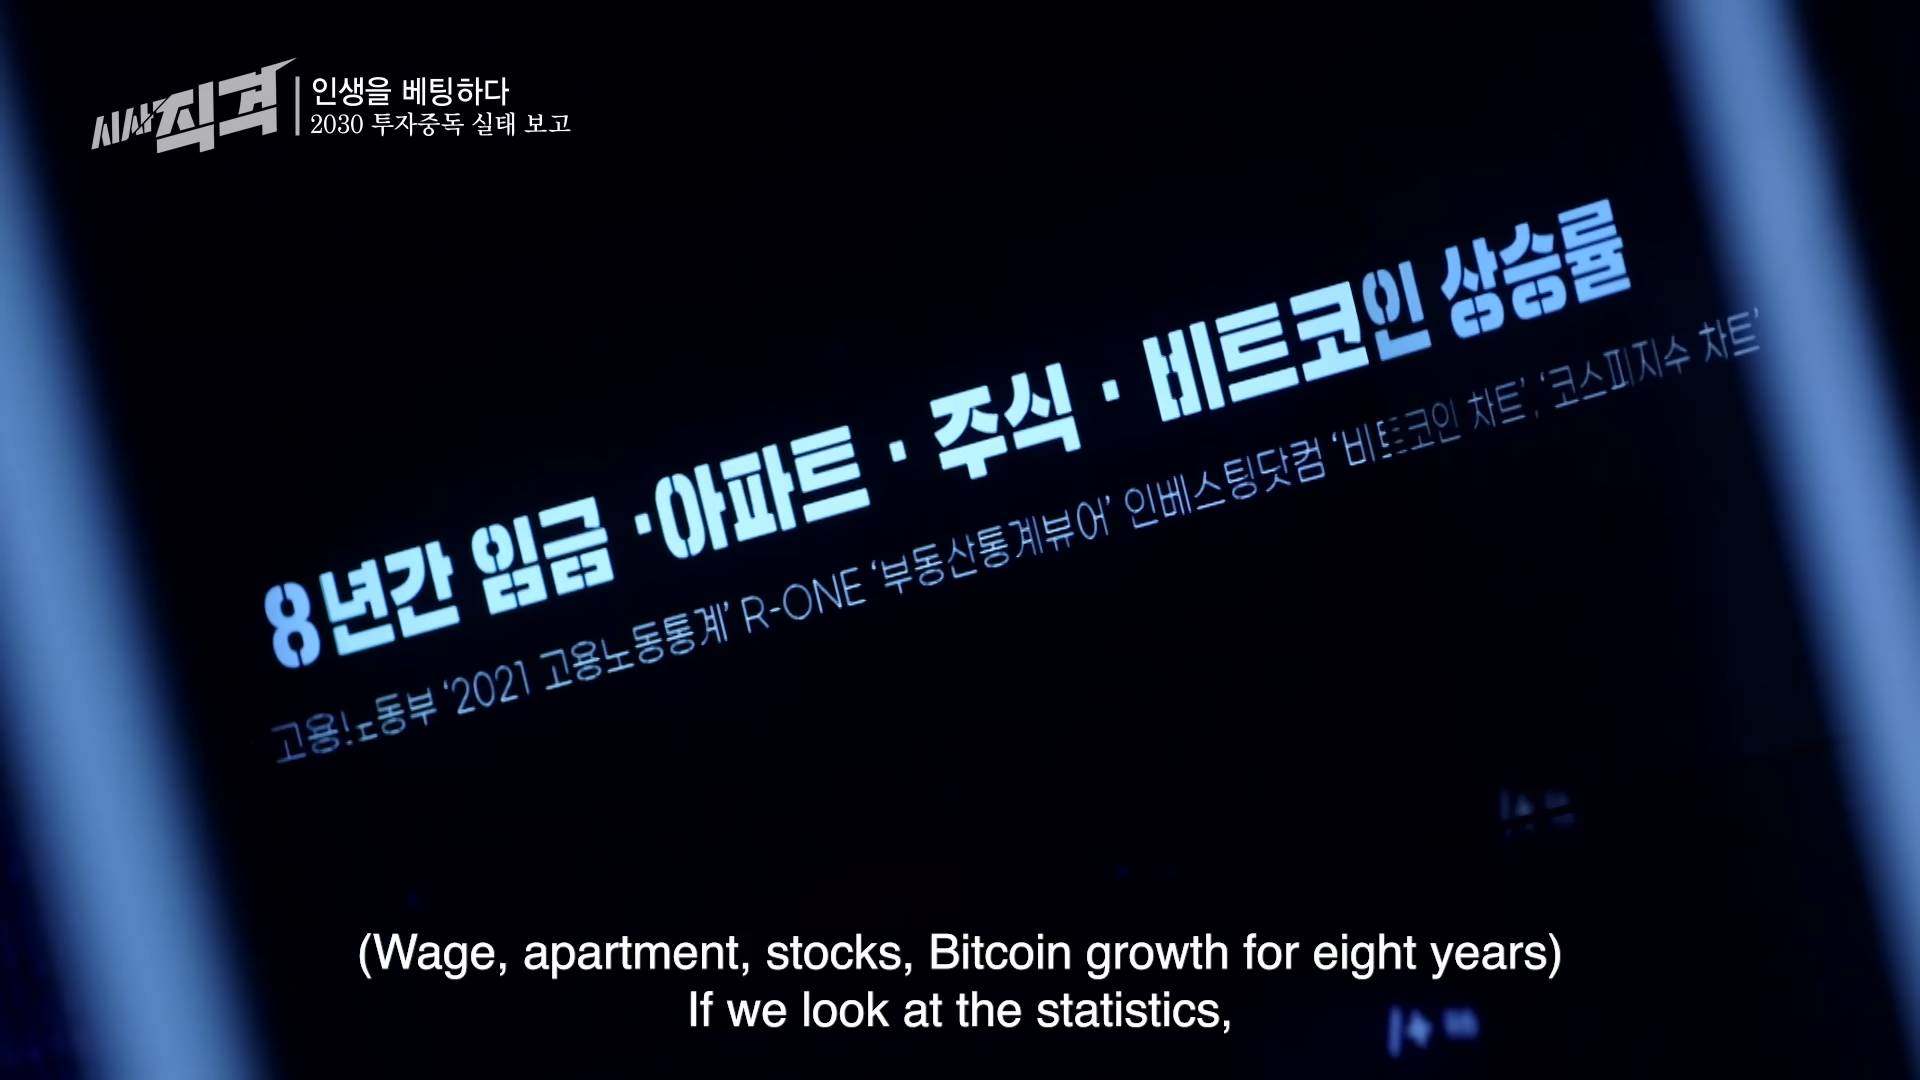 시사직격
인생을 베팅하다
2030 투자중독 실태 보고
8년간 임금 ·아파트 · 주식 · 비트코인 상승률
고용노동부 ‘2021 고용노동통계’ R-ONE ‘부동산통계뷰어’ 인베스팅닷컴 ‘비트코인 차트’, ‘코스피지수 차트’
(Wage, apartment, stocks, Bitcoin growth for eight years)
If we look at the statistics,